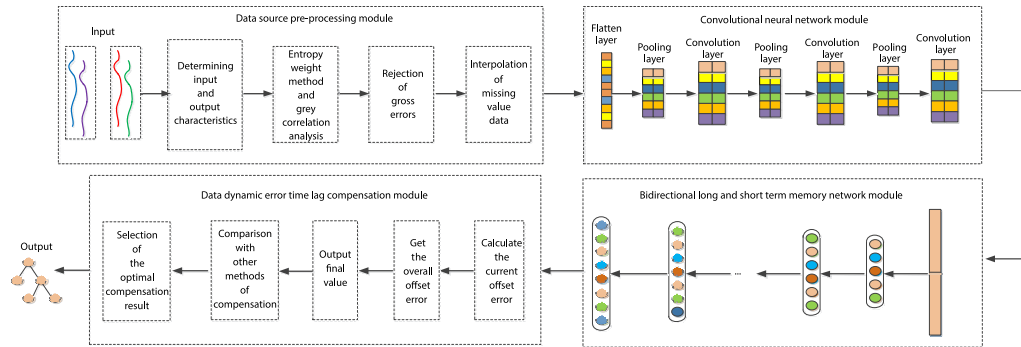 Data source pre-processing module
Input
Determining
input
and
output
characteristics
Entropy
weight
method
and
grey
correlation
analysis
Rejection
of
gross
errors
Interpolation
of
missing
value
data
Convolutional neural network module
Flatten
layer
Pooling
layer
Convolution
layer
Pooling
layer
Convolution
layer
Pooling
layer
Convolution
layer
Bidirectional long and short term memory network module
...
Data dynamic error time lag compensation module
Calculate
the
current
offset
error
Get
the
overall
offset
error
Output
final
value
Comparison
with
other
methods
of
compensation
Selection
of
the
optimal
compensation
result
Output